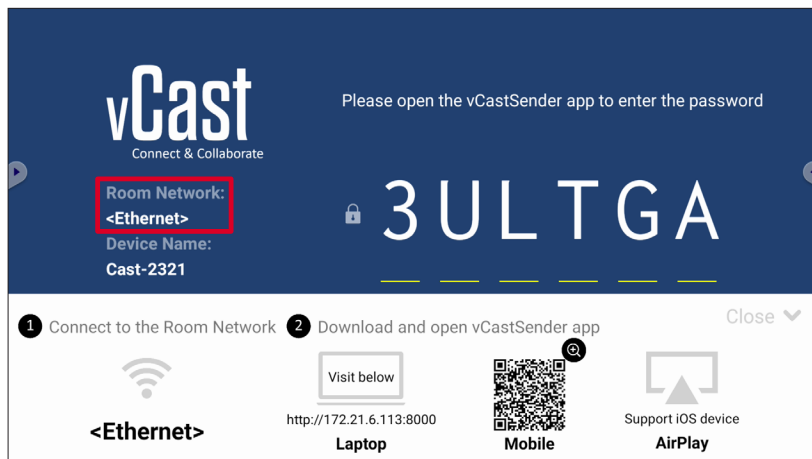 vCast
Connect & Collaborate
Please open the vCastSender app to enter the password
Room Network:
<Ethernet>
3ULTGA
Device Name:
Cast-2321
Close
1 Connect to the Room Network
2 Download and open vCastSender app
<Ethernet>
Visit below
http://172.21.6.113:8000
Laptop
Mobile
Support iOS device
AirPlay